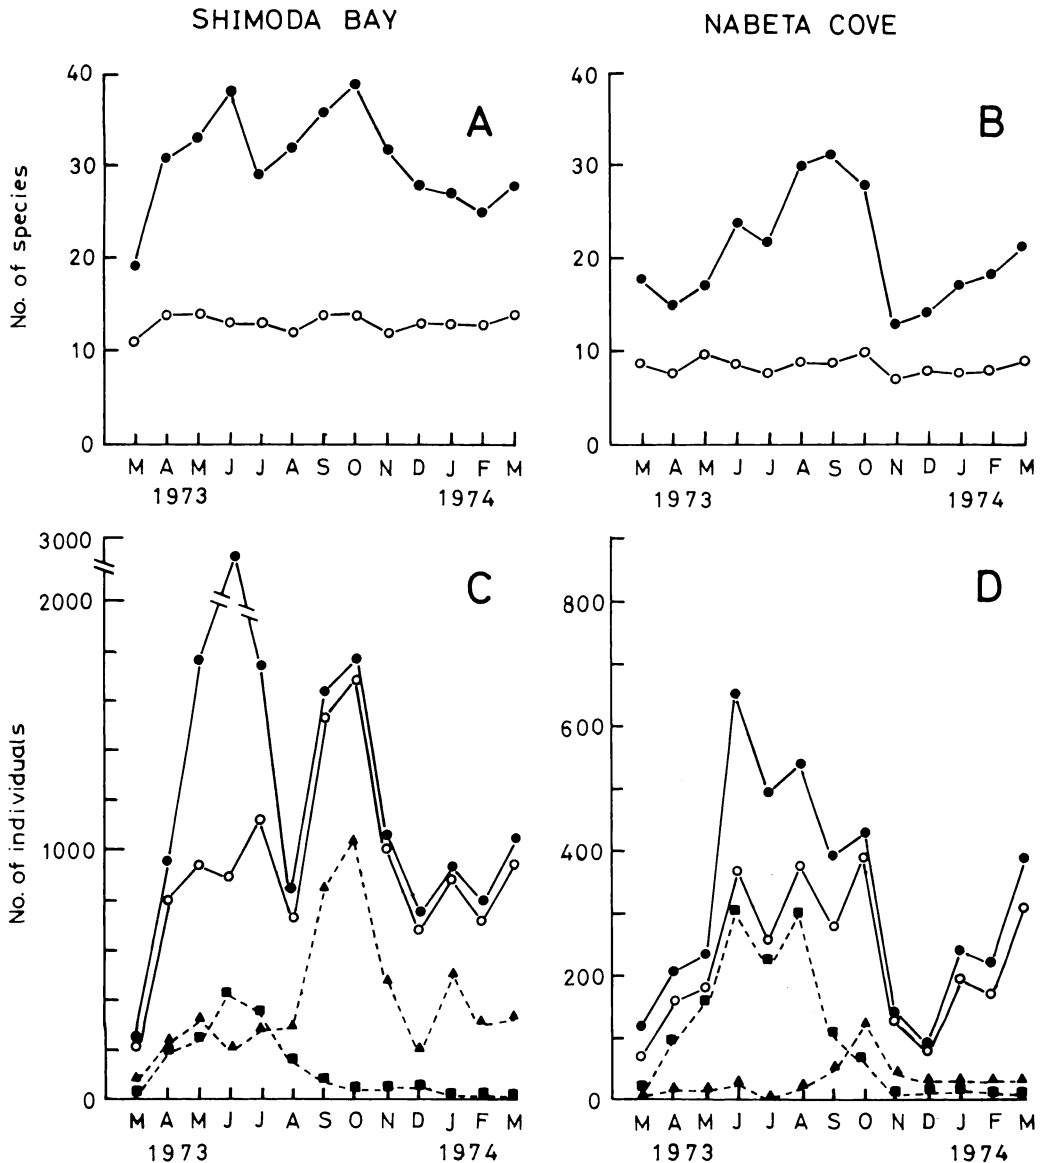 SHIMODA BAY
NABETA COVE
A
B
No. of species
40
30
20
10
0
M A M J J A S O N D J F M
1973 1974
40
30
20
10
0
M A M J J A S O N D J F M
1973 1974
C
D
No. of individuals
3000
2000
1000
0
M A M J J A S O N D J F M
1973 1974
800
600
400
200
0
M A M J J A S O N D J F M
1973 1974